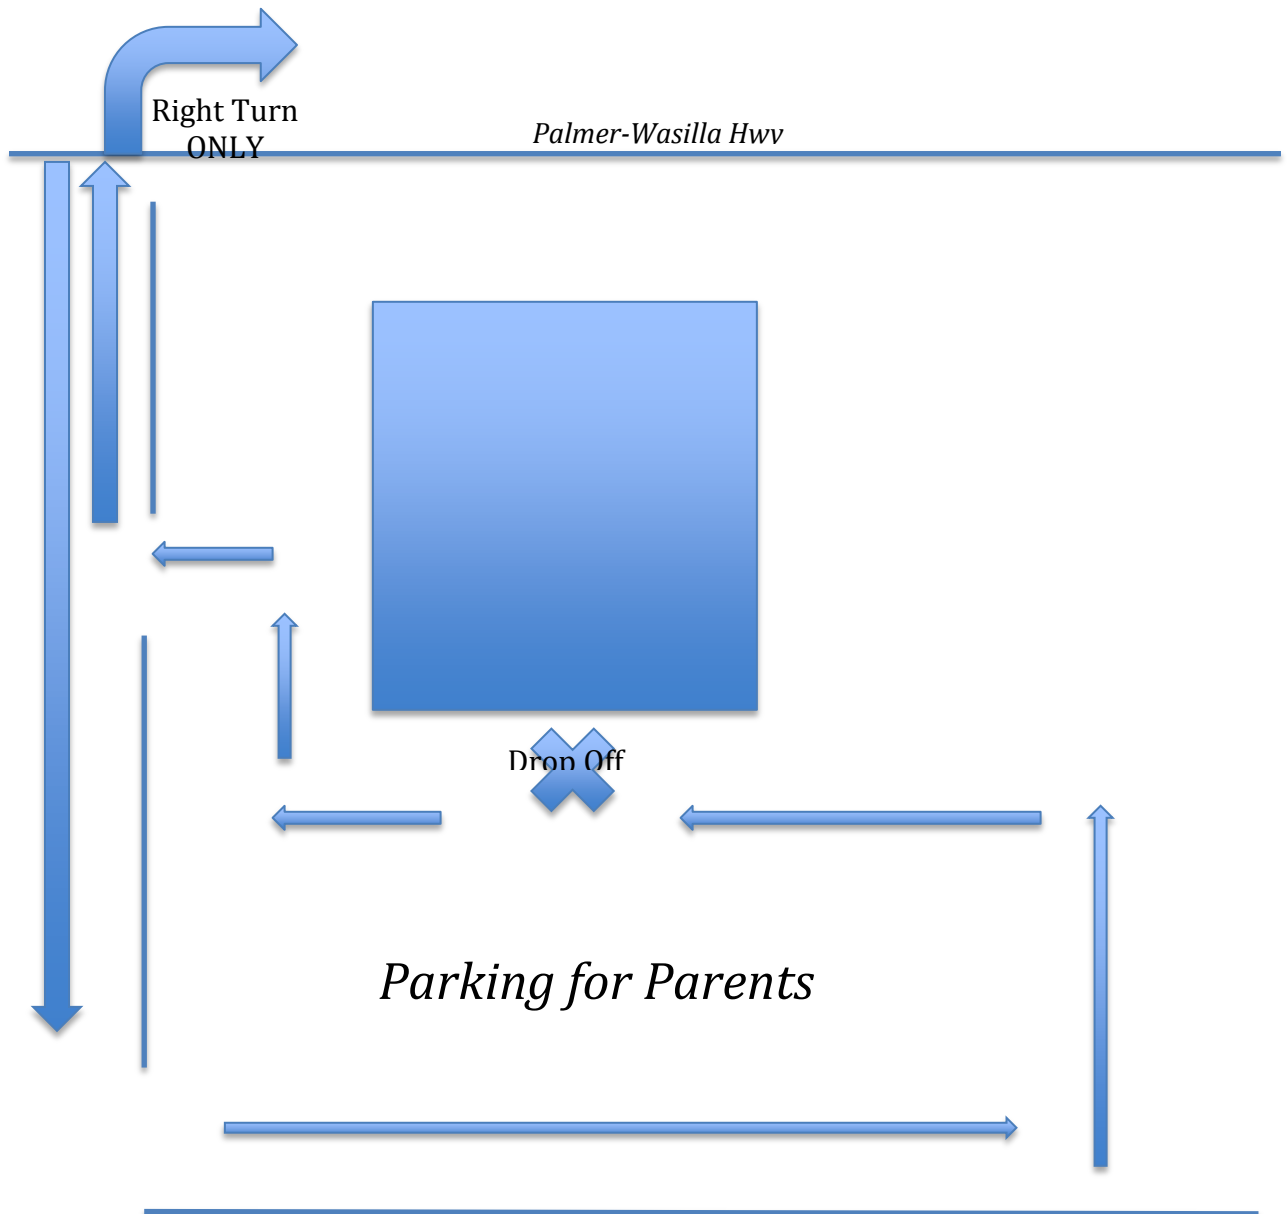 Right Turn
ONLY
Palmer-Wasilla Hwy
Drop Off
Parking for Parents